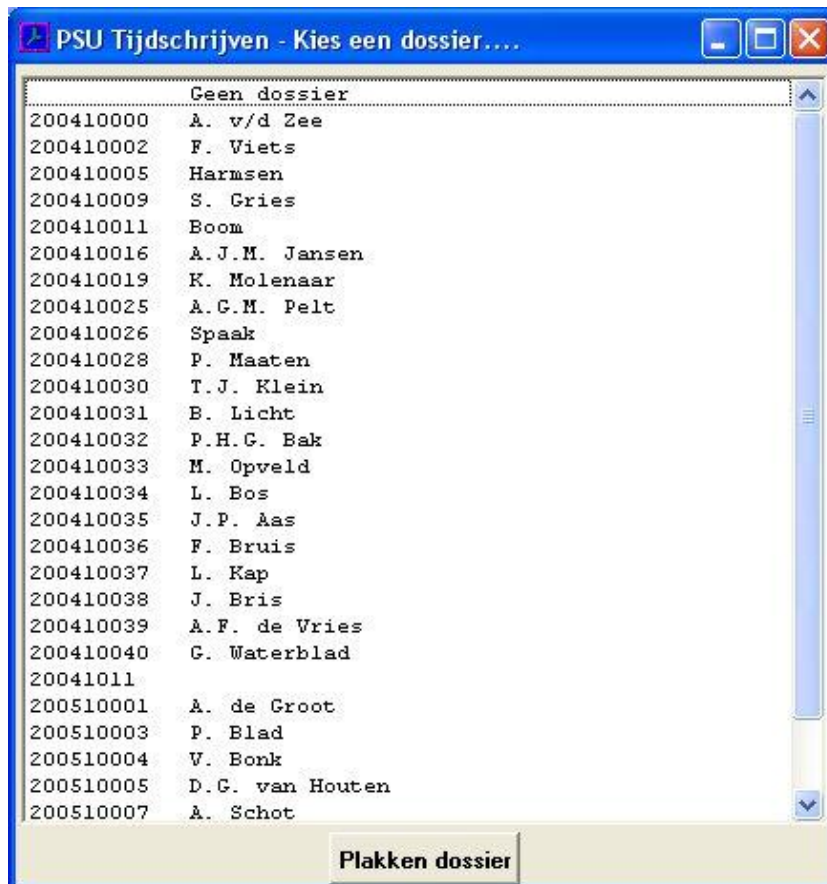 PSU Tijdschrijven - Kies een dossier....
Geen dossier
200410000 A. v/d Zee
200410002 F. Viets
200410005 Harmsen
200410009 S. Gries
200410011 Boom
200410016 A.J.M. Jansen
200410019 K. Molenaar
200410025 A.G.M. Pelt
200410026 Spaak
200410028 P. Maaten
200410030 T.J. Klein
200410031 B. Licht
200410032 P.H.G. Bak
200410033 M. Opveld
200410034 L. Bos
200410035 J.P. Aas
200410036 F. Bruis
200410037 L. Kap
200410038 J. Bris
200410039 A.F. de Vries
200410040 G. Waterblad
20041011
200510001 A. de Groot
200510003 P. Blad
200510004 V. Bonk
200510005 D.G. van Houten
200510007 A. Schot
Plakken dossier